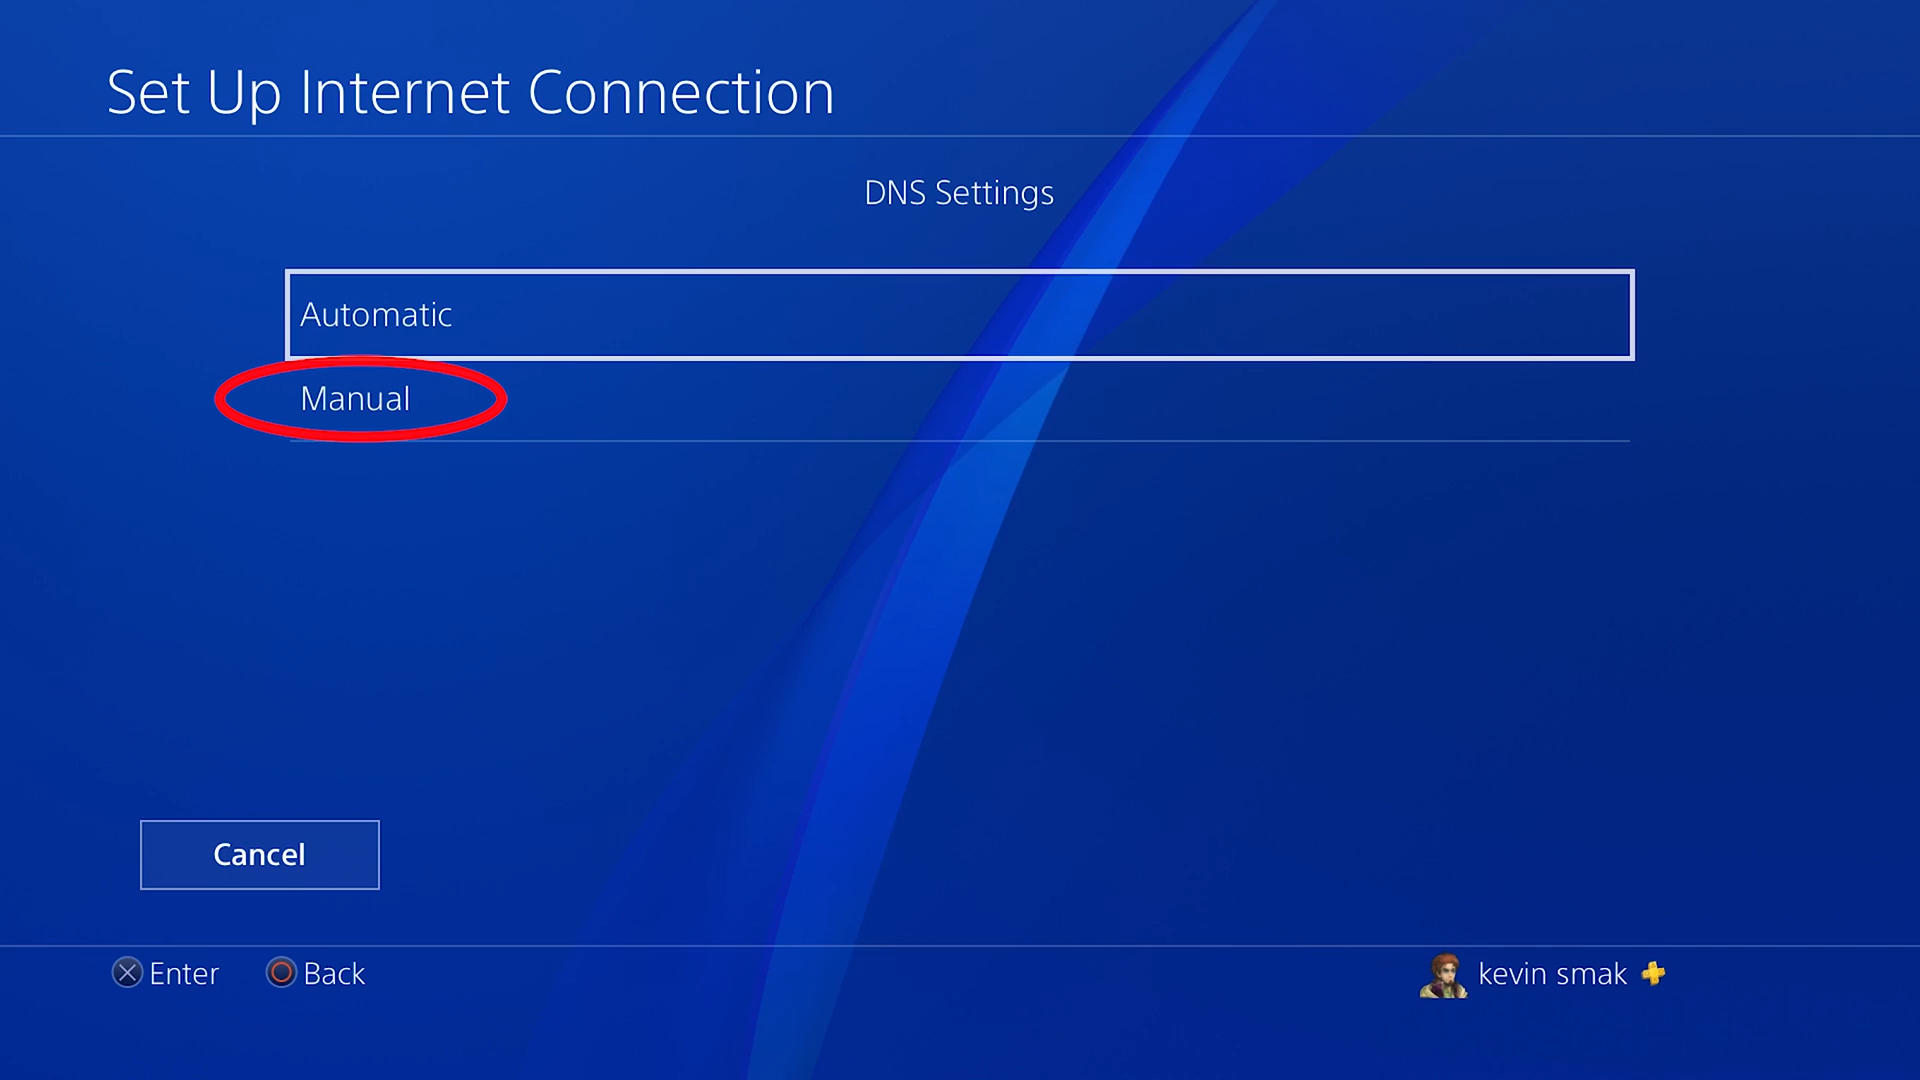 Set Up Internet Connection
DNS Settings
Automatic
Manual
Cancel
Enter Back kevin smak